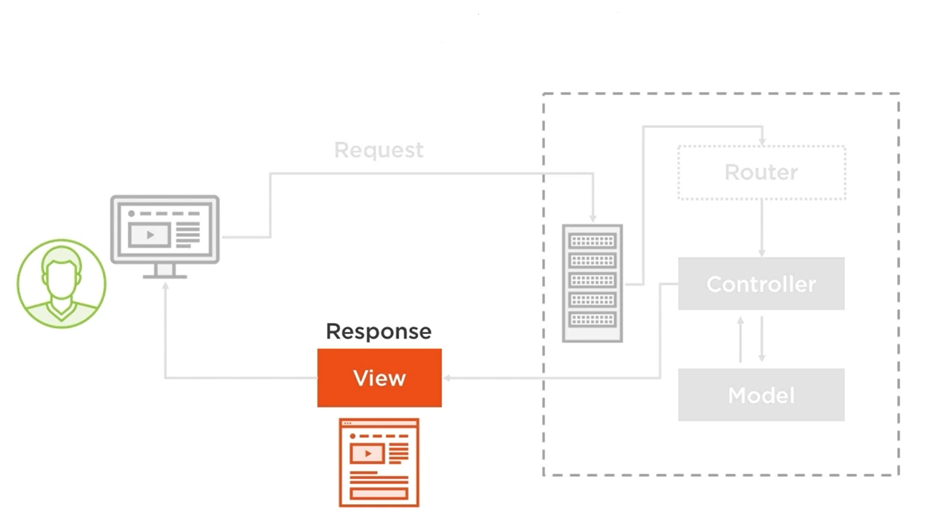 Request
Router
Controller
Response
View
Model